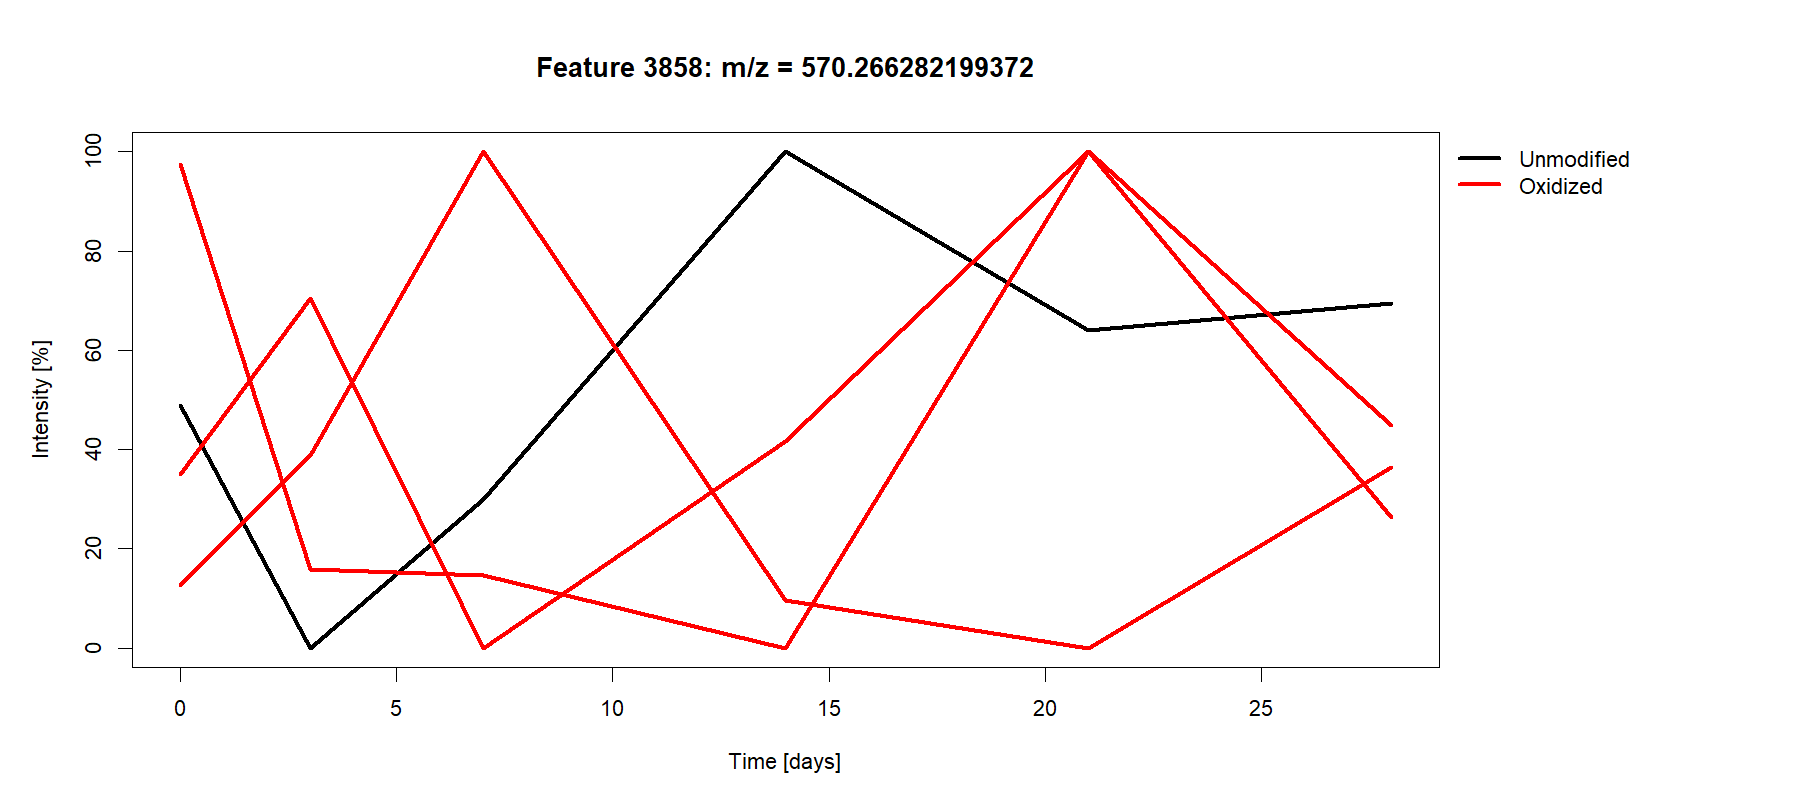 Feature 3858: m/z = 570.266282199372
Unmodified
Oxidized
Intensity [%]
100
80
60
40
20
0
0 5 10 15 20 25
Time [days]